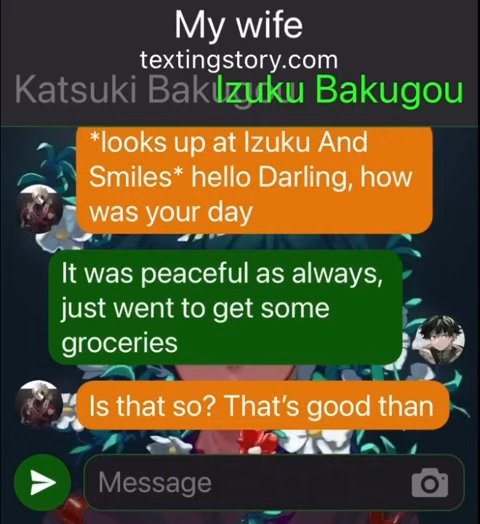 My wife
textingstory.com
Katsuki Bakugou Izuku Bakugou
*looks up at Izuku And
Smiles* hello Darling, how
was your day
It was peaceful as always,
just went to get some
groceries
Is that so? That's good than
Message